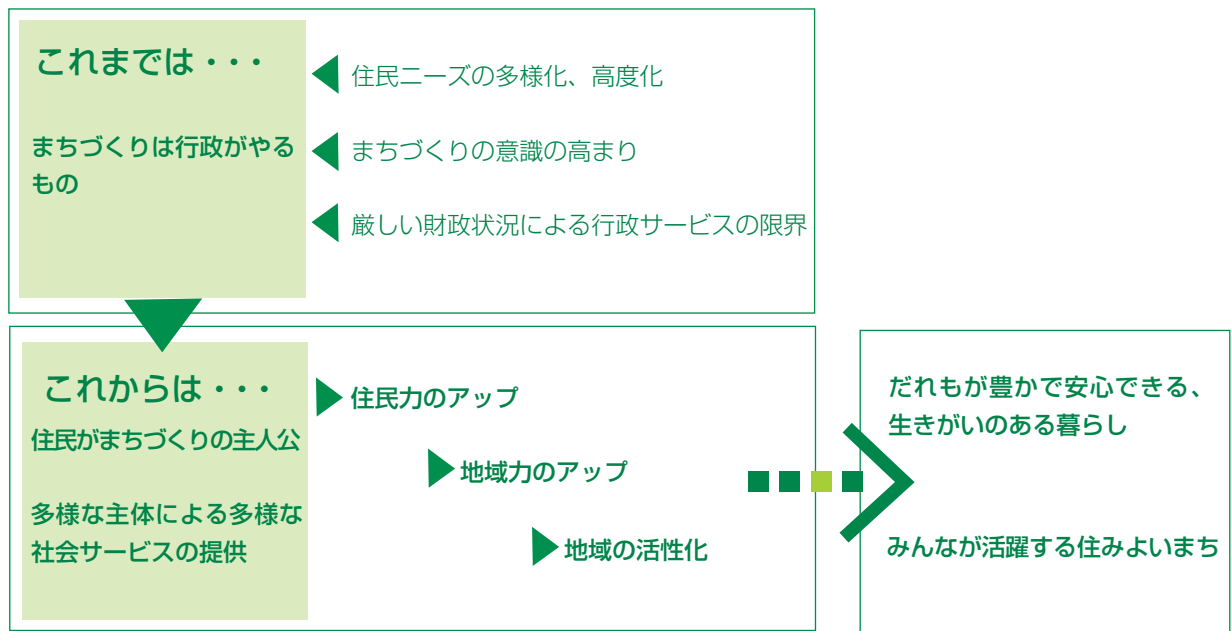 これまでは・・・
まちづくりは行政がやる
もの
住民ニーズの多様化、高度化
まちづくりの意識の高まり
厳しい財政状況による行政サービスの限界
これからは・・・
住民がまちづくりの主人公
多様な主体による多様な
社会サービスの提供
住民力のアップ
地域力のアップ
地域の活性化
だれもが豊かで安心できる、
生きがいのある暮らし
みんなが活躍する住みよいまち